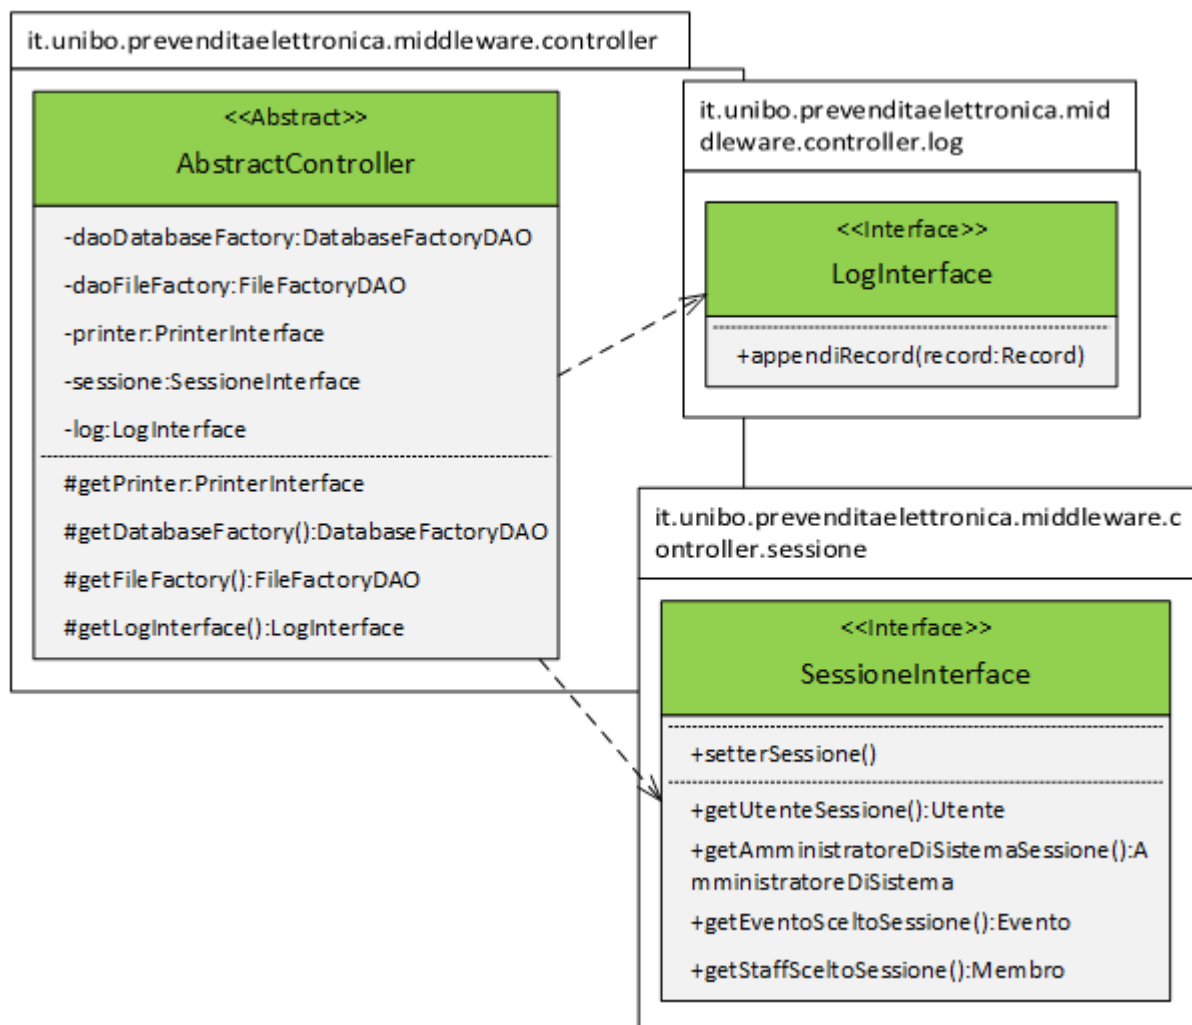 it.unibo.prevenditaelettronica.middleware.controller
<<Abstract>>
AbstractController
-daoDatabaseFactory:DatabaseFactoryDAO
-daoFileFactory:FileFactoryDAO
-printer:PrinterInterface
-sessione:SessioneInterface
-log:LogInterface
#getPrinter:PrinterInterface
#getDatabaseFactory():DatabaseFactoryDAO
#getFileFactory():FileFactoryDAO
#getLogInterface():LogInterface
it.unibo.prevenditaelettronica.mid
dleware.controller.log
<<Interface>>
LogInterface
+appendiRecord(record:Record)
it.unibo.prevenditaelettronica.middleware.c
ontroller.sessione
<<Interface>>
SessioneInterface
+setterSessione()
+getUtenteSessione():Utente
+getAmministratoreDiSistemaSessione():A
mministratoreDiSistema
+getEventoSceltoSessione():Evento
+getStaffSceltoSessione():Membro